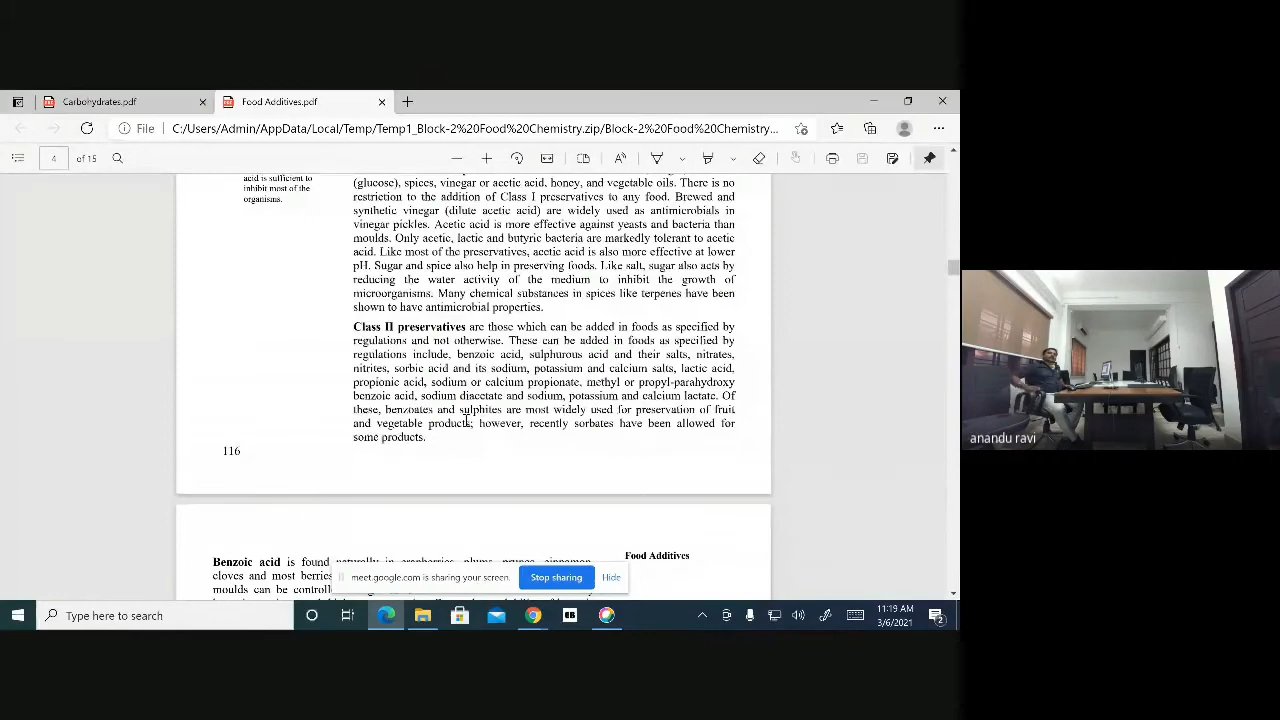 Carbohydrates.pdf
Food Additives.pdf
File
C:/Users/Admin/AppData/Local/Temp/Temp1_Block-2%20Food%20Chemistry.zip/Block-2%20Food%20Chemistry...
4 of 15
acid is sufficient to
inhibit most of the
organisms.
(glucose), spices, vinegar or acetic acid, honey, and vegetable oils. There is no
restriction to the addition of Class I preservatives to any food. Brewed and
synthetic vinegar (dilute acetic acid) are widely used as antimicrobials in
vinegar pickles. Acetic acid is more effective against yeasts and bacteria than
moulds. Only acetic, lactic and butyric bacteria are markedly tolerant to acetic
acid. Like most of the preservatives, acetic acid is also more effective at lower
pH. Sugar and spice also help in preserving foods. Like salt, sugar also acts by
reducing the water activity of the medium to inhibit the growth of
microorganisms. Many chemical substances in spices like terpenes have been
shown to have antimicrobial properties.
Class II preservatives are those which can be added in foods as specified by
regulations and not otherwise. These can be added in foods as specified by
regulations include, benzoic acid, sulphurous acid and their salts, nitrates,
nitrites, sorbic acid and its sodium, potassium and calcium salts, lactic acid,
propionic acid, sodium or calcium propionate, methyl or propyl-parahydroxy
benzoic acid, sodium diacetate and sodium, potassium and calcium lactate. Of
these, benzoates and sulphites are most widely used for preservation of fruit
and vegetable products; however, recently sorbates have been allowed for
some products.
116
Food Additives
Benzoic acid is found naturally in cranberries, plums, prunes, cinnamon,
cloves and most berries
moulds can be
meet.google.com is sharing your screen.
Stop sharing
Hide
Type here to search
11:19 AM
3/6/2021
2
anandu ravi